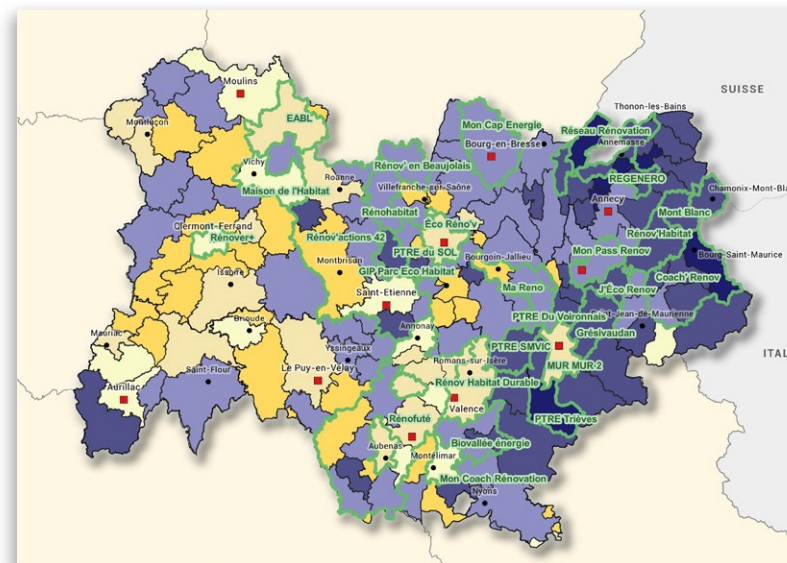 Moulins
SUISSE
Thonon-les-Bains
EABL
Mon Cap Energie
Réseau Rénovation
Montluçon
Bourg-en-Bresse
Annemasse
Rénov' en Beaujolais
REGENERO
Vichy
Roanne
Villefranche-sur-Saône
Annecy
Chamonix-Mont-Bla
Maison de l'Habitat
Mont Blanc
Rénohabitat
Eco Réno'v
Clermont-Ferrand
Rénover+
Rénov'actions 42
Rénov'Habitat
PTRE du SOL
Mon Pass Renov
Bourg-Saint-Maurice
Montbrison
GIP Parc Eco Habitat
Bourgoin-Jallieu
Coach' Renov
Issoire
Saint-Etienne
Ma Reno
J'Éco Renov
PTRE Du Voironnais
t-Jean-de-Maurienne
Brioude
Annonay
Grésivaudan
Mauriac
Yssingeaux
PTRE SMVIC
ITAL
Romans-sur-Isère
MUR MUR 2
Saint-Flour
Le Puy-en-Velay
Rénov Habitat Durable
Aurillac
Valence
Rénofuté
PTRE Trièves
Aubenas
Biovallée énergie
Montélimar
Mon Coach Rénovation
Nyons